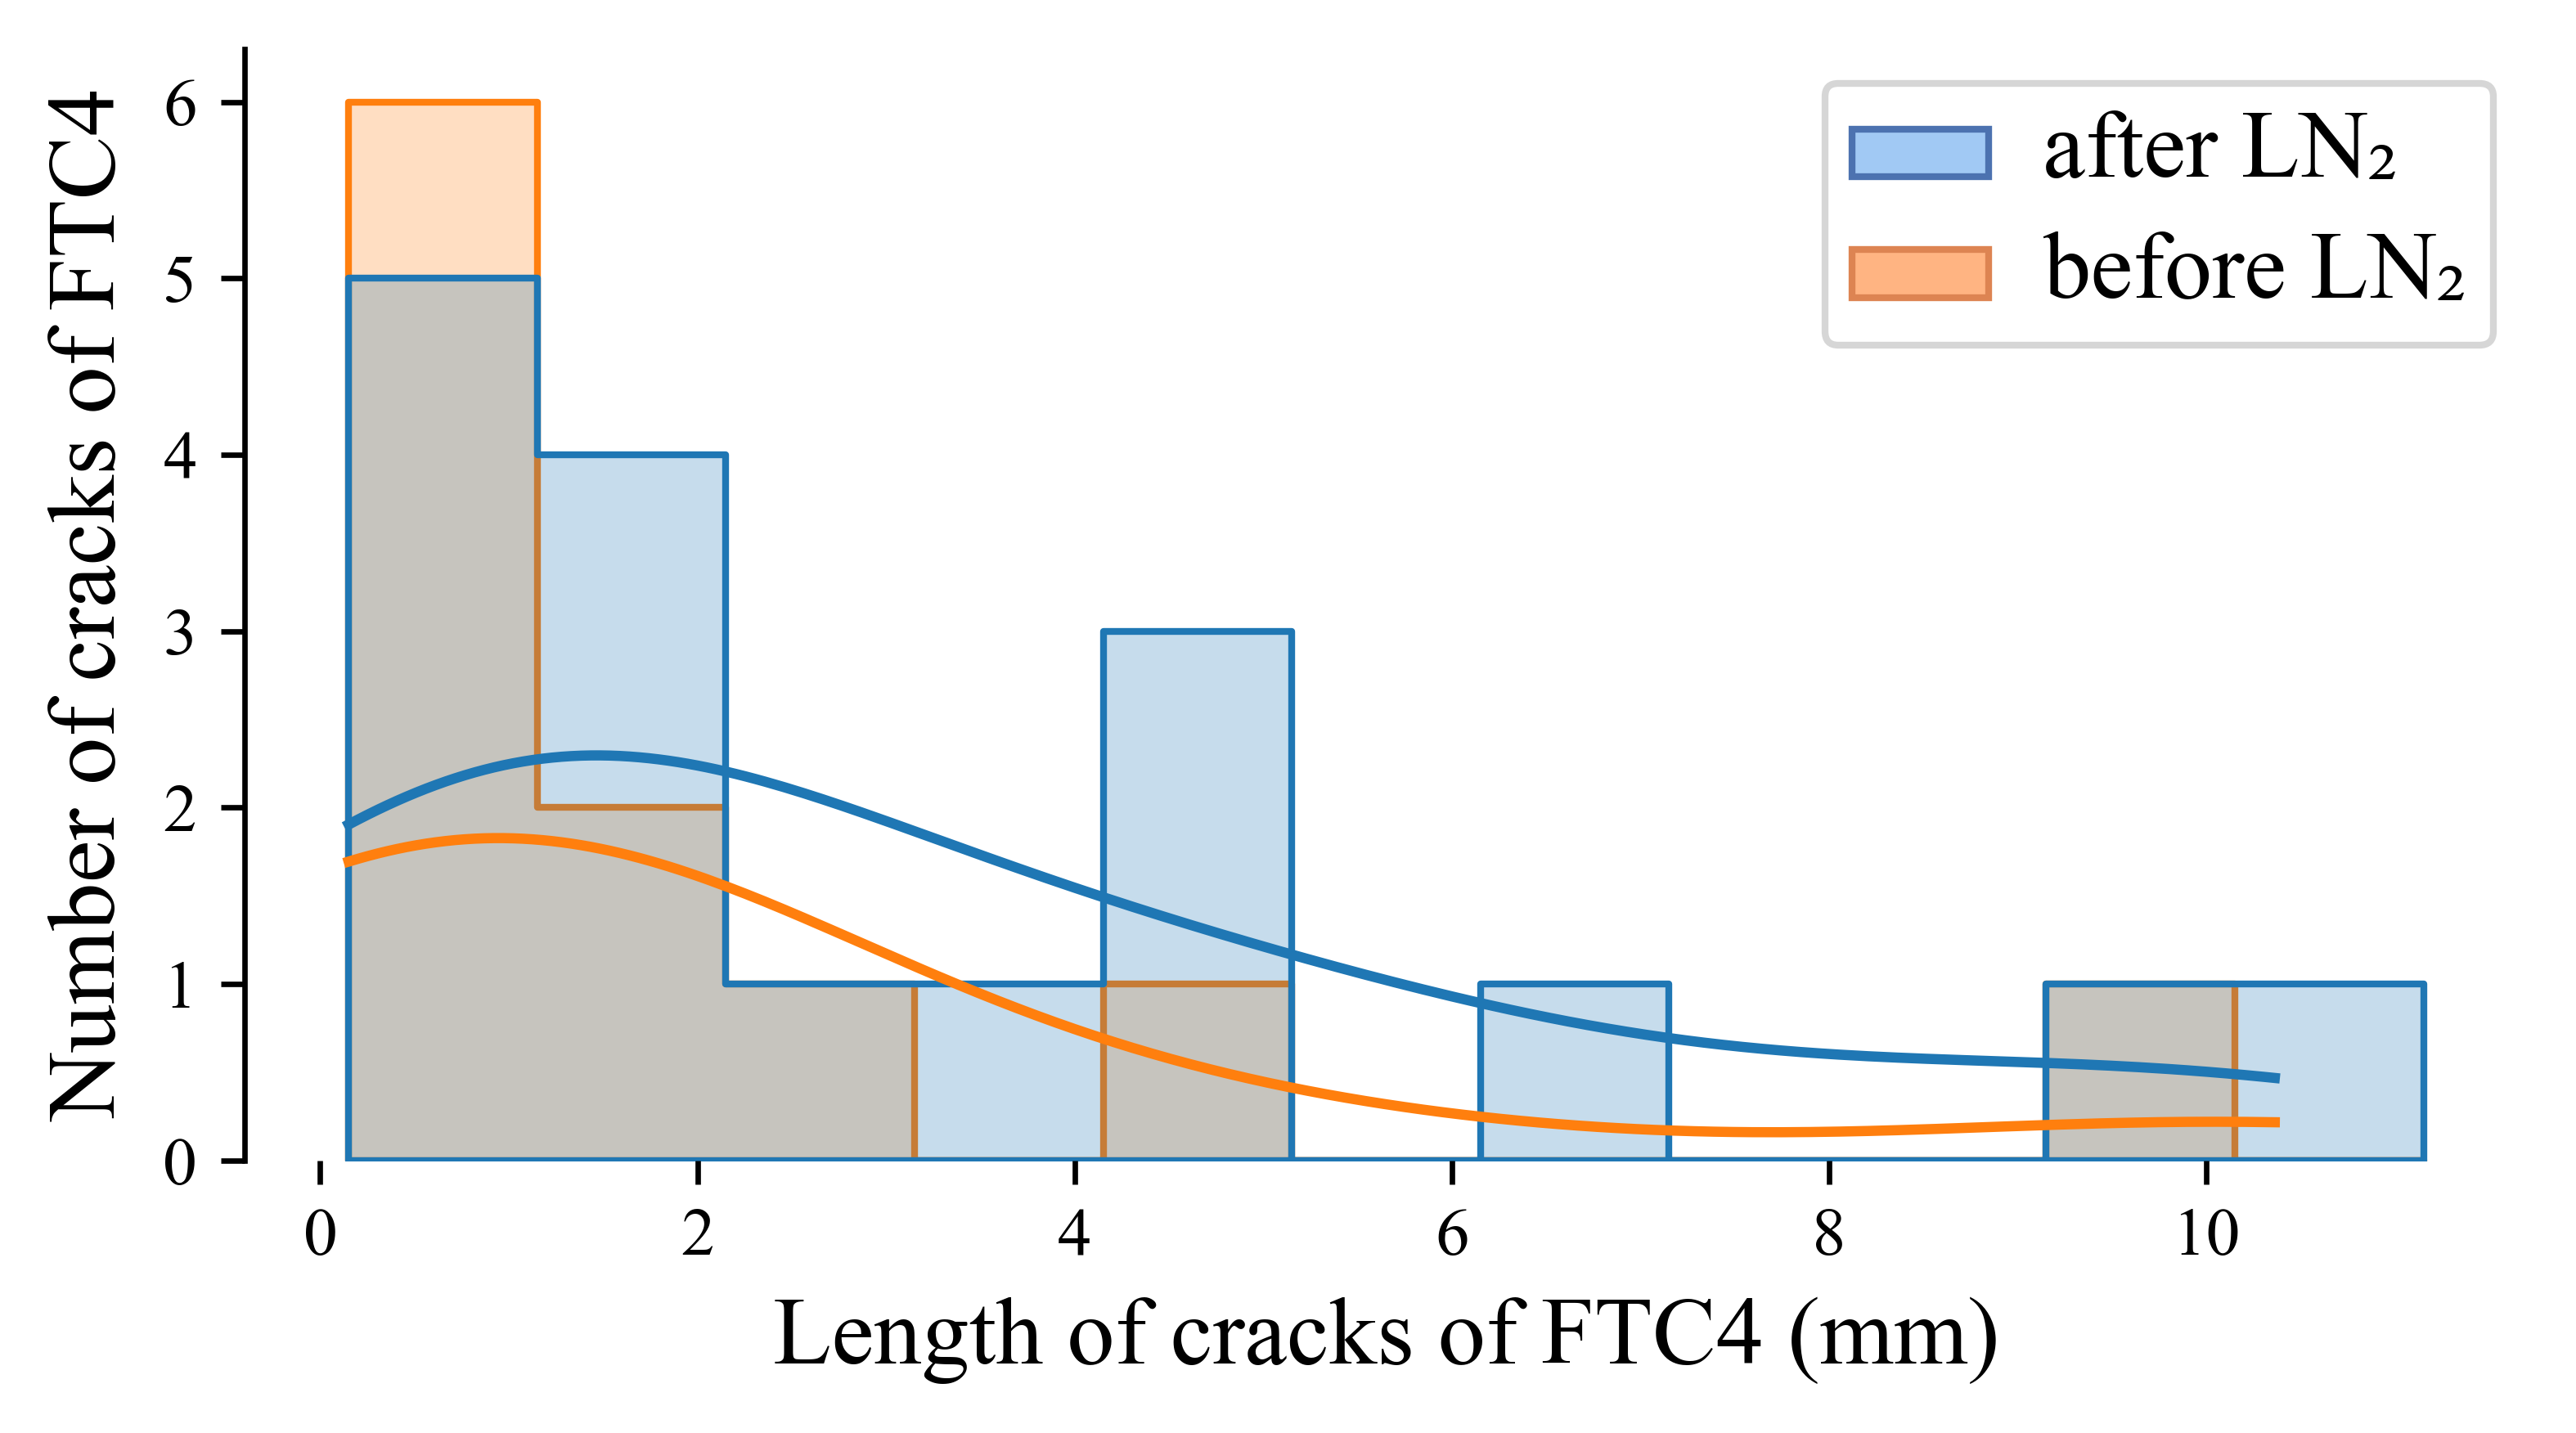 Number of cracks of FTC4
6
5
4
3
2
1
0
0 2 4 6 8 10
Length of cracks of FTC4 (mm)
after LN₂
before LN₂